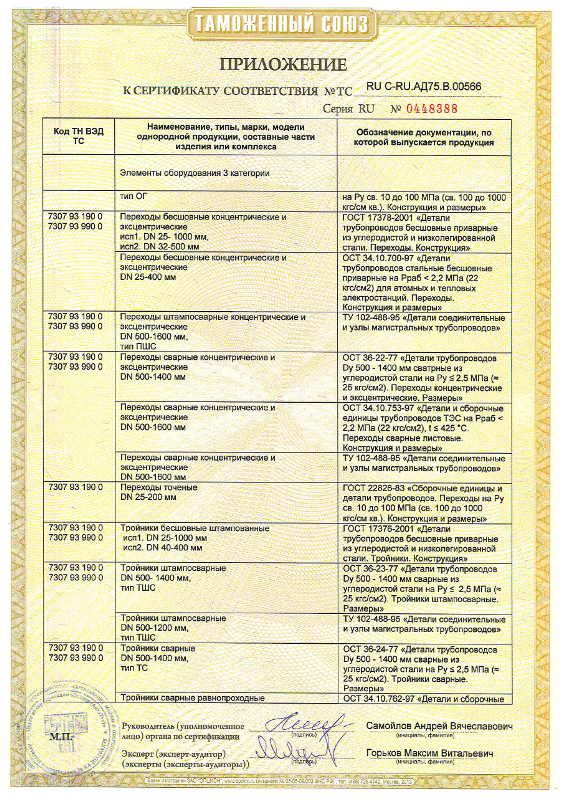 ТАМОЖЕННЫЙ СОЮЗ
ПРИЛОЖЕНИЕ
К СЕРТИФИКАТУ СООТВЕТСТВИЯ № ТС RU C-RU.АД75.В.00566
Серия RU № 0448388
Код ТН ВЭД
ТС
Наименование, типы, марки, модели
однородной продукции, составные части
изделия или комплекса
Обозначение документации, по
которой выпускается продукция
Элементы оборудования 3 категории
тип ОГ
на Ру св. 10 до 100 МПа (св. 100 до 1000
кгс/см кв.). Конструкция и размеры»
7307 93 190 0
7307 93 990 0
Переходы бесшовные концентрические и
эксцентрические
исп1. DN 25- 1000 мм,
исп2. DN 32-500 мм
ГОСТ 17378-2001 «Детали
трубопроводов бесшовные приварные
из углеродистой и низколегированной
стали. Переходы. Конструкция»
Переходы бесшовные концентрические и
эксцентрические
DN 25-400 мм
ОСТ 34.10.700-97 «Детали
трубопроводов стальные бесшовные
приварные на Рраб < 2,2 МПа (22
кгс/см2) для атомных и тепловых
электростанций. Переходы.
Конструкция и размеры»
7307 93 190 0
7307 93 990 0
Переходы штампосварные концентрические и
эксцентрические
DN 500-1600 мм,
тип ПШС
ТУ 102-488-95 «Детали соединительные
и узлы магистральных трубопроводов»
7307 93 190 0
7307 93 990 0
Переходы сварные концентрические и
эксцентрические
DN 500-1400 мм
ОСТ 36-22-77 «Детали трубопроводов
Dу 500 - 1400 мм сватрные из
углеродистой стали на Ру ≤ 2,5 МПа (≈
25 кгс/см2). Переходы концентрические
и эксцентрические. Размеры»
Переходы сварные концентрические и
эксцентрические
DN 500-1600 мм
ОСТ 34.10.753-97 «Детали и сборочные
единицы трубопроводов ТЭС на Рраб <
2,2 МПа (22 кгс/см2), t ≤ 425 °С.
Переходы сварные листовые.
Конструкция и размеры»
Переходы сварные концентрические и
эксцентрические
DN 500-1600 мм
ТУ 102-488-95 «Детали соединительные
и узлы магистральных трубопроводов»
7307 93 190 0
Переходы точеные
DN 25-200 мм
ГОСТ 22826-83 «Сборочные единицы и
детали трубопроводов. Переходы на Ру
св. 10 до 100 МПа (св. 100 до 1000
кгс/см кв.). Конструкция и размеры»
7307 93 190 0
7307 93 990 0
Тройники бесшовные штампованные
исп1. DN 25-1000 мм
исп2. DN 40-400 мм
ГОСТ 17376-2001 «Детали
трубопроводов бесшовные приварные
из углеродистой и низколегированной
стали. Тройники. Конструкция»
7307 93 190 0
7307 93 990 0
Тройники штампосварные
DN 500- 1400 мм,
тип ТШС
ОСТ 36-23-77 «Детали трубопроводов
Dу 500 - 1400 мм сварные из
углеродистой стали на Ру ≤ 2,5 МПа (≈
25 кгс/см2). Тройники штампосварные.
Размеры»
Тройники штампосварные
DN 500-1200 мм,
тип ТШС
ТУ 102-488-95 «Детали соединительные
и узлы магистральных трубопроводов»
7307 93 190 0
7307 93 990 0
Тройники сварные
DN 500-1400 мм,
тип ТС
ОСТ 36-24-77 «Детали трубопроводов
Dу 500 - 1400 мм сварные из
углеродистой стали на Ру ≤ 2,5 МПа (≈
25 кгс/см2). Тройники сварные.
Размеры»
Тройники сварные равнопроходные
ОСТ 34.10.762-97 «Детали и сборочные
М.П.
Руководитель (уполномоченное
лицо) органа по сертификации
(подпись)
Самойлов Андрей Вячеславович
(инициалы, фамилия)
Эксперт (эксперт-аудитор)
(эксперты (эксперты-аудиторы))
(подпись)
Горьков Максим Витальевич
(инициалы, фамилия)